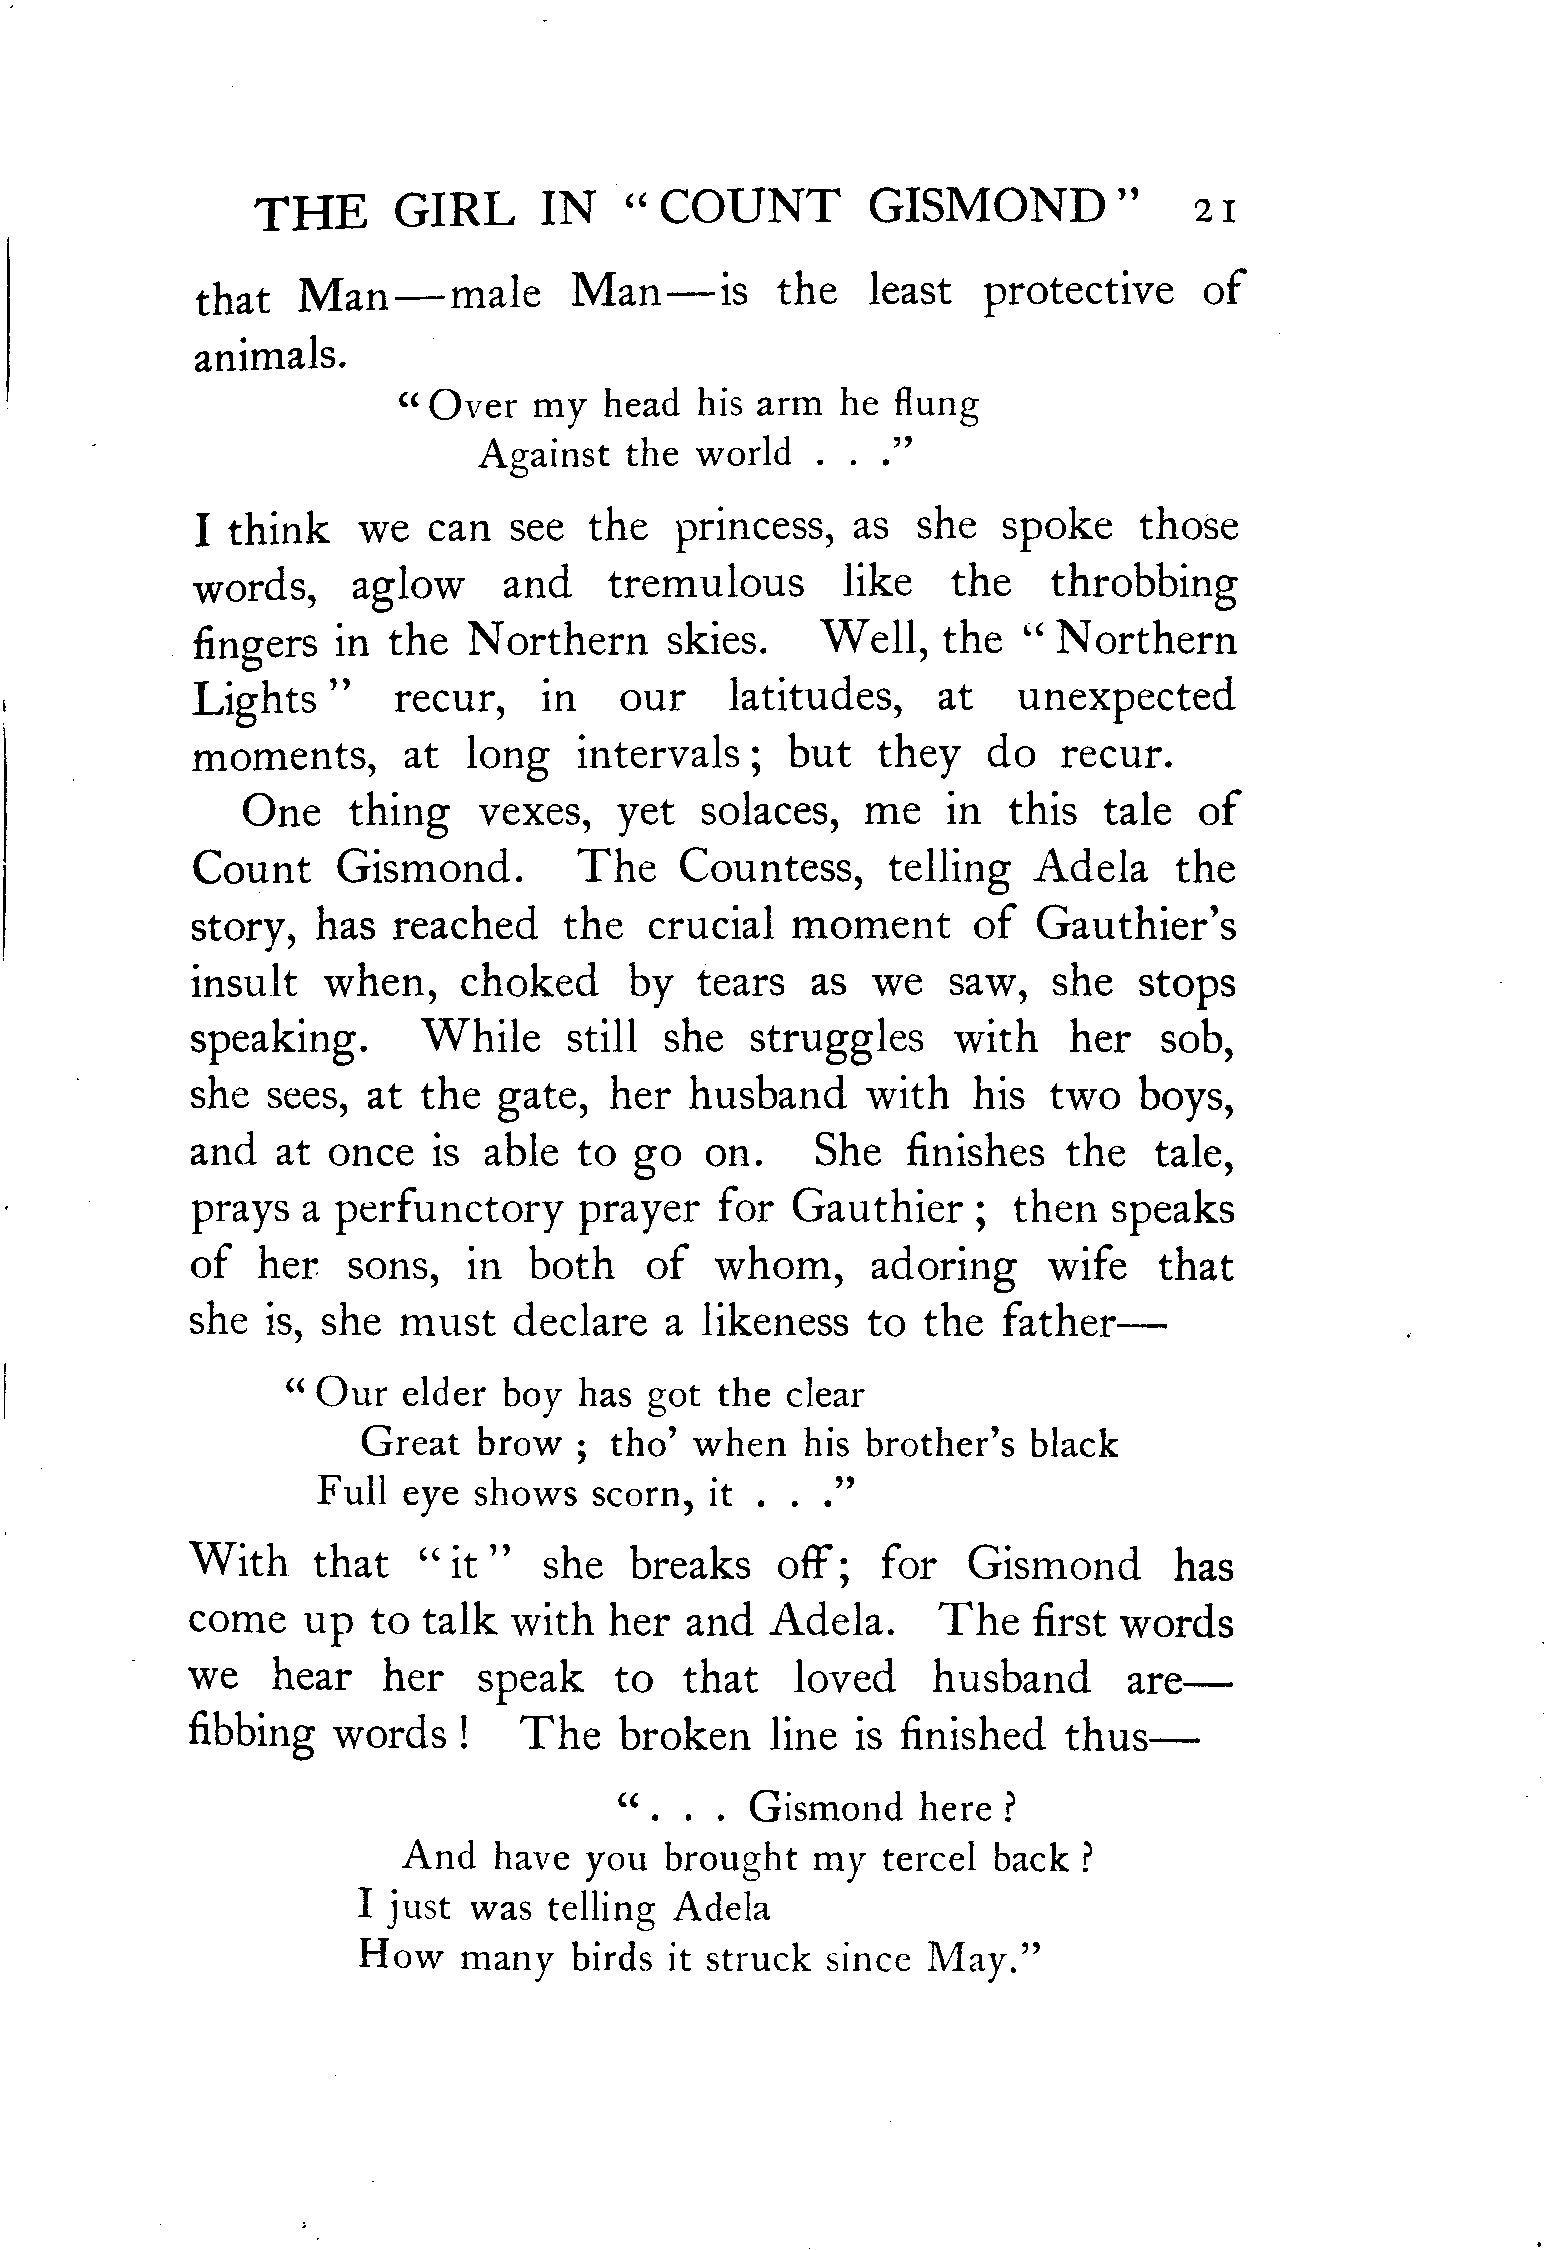 THE GIRL IN "COUNT GISMOND" 21
that Man—male Man—is the least protective of
animals.
"Over my head his arm he flung
Against the world . . ."
I think we can see the princess, as she spoke those
words, aglow and tremulous like the throbbing
fingers in the Northern skies. Well, the "Northern
Lights" recur, in our latitudes, at unexpected
moments, at long intervals; but they do recur.
One thing vexes, yet solaces, me in this tale of
Count Gismond. The Countess, telling Adela the
story, has reached the crucial moment of Gauthier's
insult when, choked by tears as we saw, she stops
speaking. While still she struggles with her sob,
she sees, at the gate, her husband with his two boys,
and at once is able to go on. She finishes the tale,
prays a perfunctory prayer for Gauthier; then speaks
of her sons, in both of whom, adoring wife that
she is, she must declare a likeness to the father—
"Our elder boy has got the clear
Great brow; tho' when his brother's black
Full eye shows scorn, it . . ."
With that "it" she breaks off; for Gismond has
come up to talk with her and Adela. The first words
we hear her speak to that loved husband are—
fibbing words! The broken line is finished thus—
". . . Gismond here?
And have you brought my tercel back?
I just was telling Adela
How many birds it struck since May."